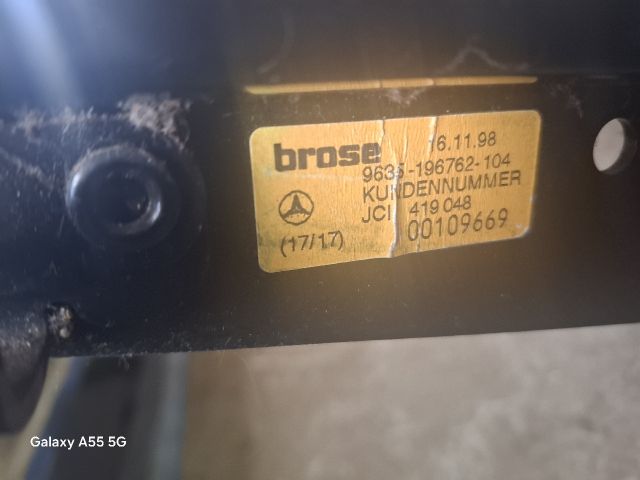 brose 16.11.98
9635-196762-104
KUNDENNUMMER
JCI 419 048
(17/17) 00109669
Galaxy A55 5G